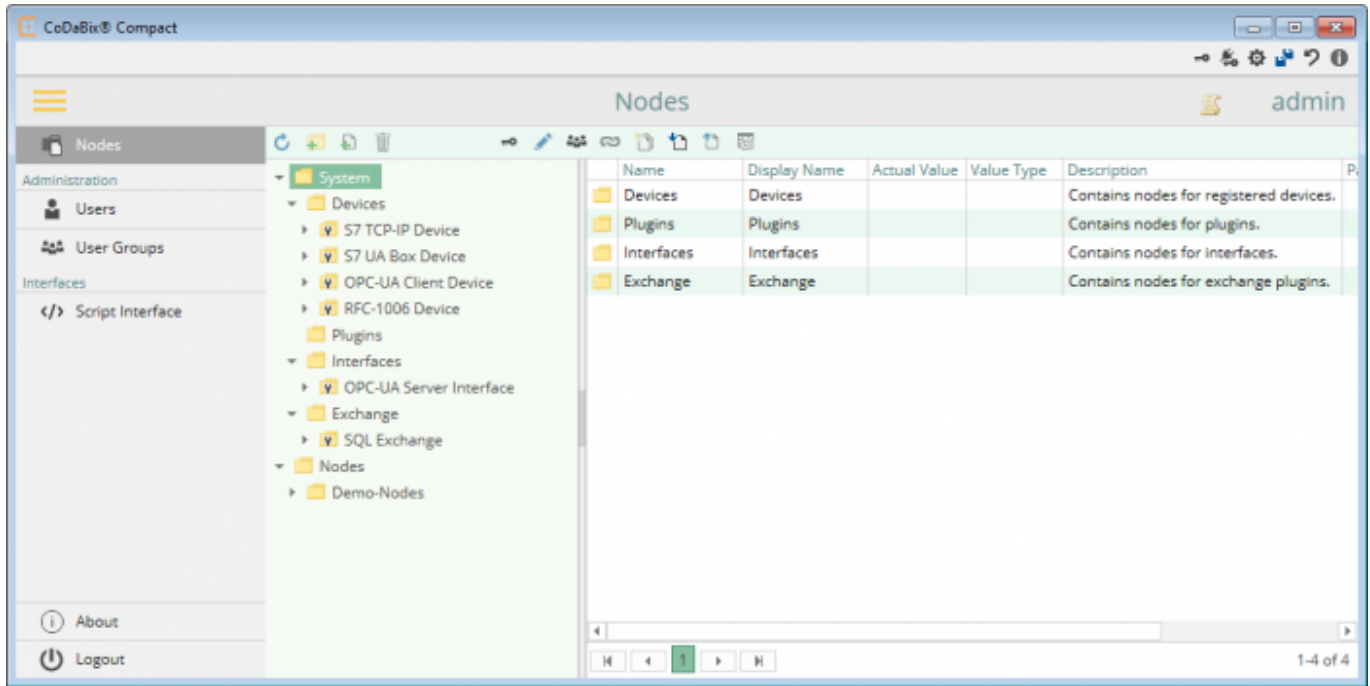 CoDaBix® Compact
Nodes
admin
Nodes
Administration
Users
User Groups
Interfaces
Script Interface
About
Logout
System
Devices
S7 TCP-IP Device
S7 UA Box Device
OPC-UA Client Device
RFC-1006 Device
Plugins
Interfaces
OPC-UA Server Interface
Exchange
SQL Exchange
Nodes
Demo-Nodes
Name Display Name Actual Value Value Type Description
Devices Devices Contains nodes for registered devices.
Plugins Plugins Contains nodes for plugins.
Interfaces Interfaces Contains nodes for interfaces.
Exchange Exchange Contains nodes for exchange plugins.
1
1-4 of 4